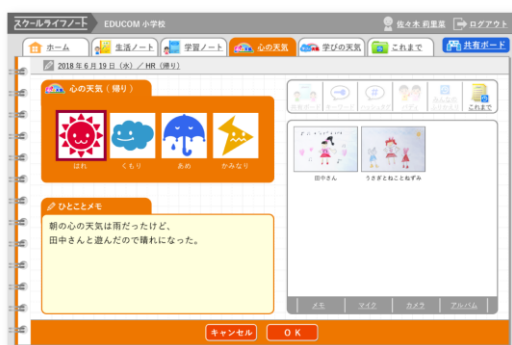 スクールライフノート
EDUCOM 小学校
佐々木 莉里菜
ログアウト
ホーム
生活ノート
学習ノート
心の天気
学びの天気
これまで
共有ボード
2018 年 6 月 19 日（水）／ HR（帰り）
心の天気（帰り）
はれ
くもり
あめ
かみなり
これまで
田中さん
うさぎとねことねずみ
ひとことメモ
朝の心の天気は雨だったけど、
田中さんと遊んだので晴れになった。
メモ
マイク
カメラ
アルバム
キャンセル
ＯＫ